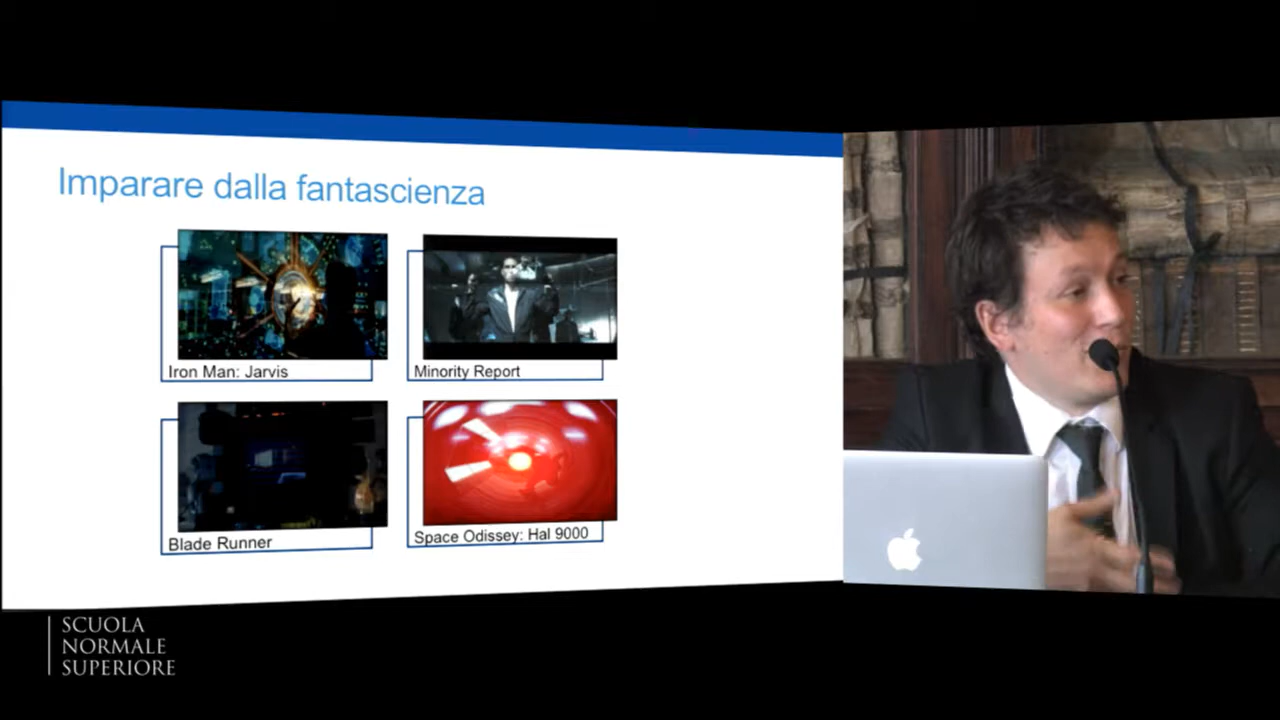 Imparare dalla fantascienza
Iron Man: Jarvis
Minority Report
Blade Runner
Space Odissey: Hal 9000
SCUOLA
NORMALE
SUPERIORE